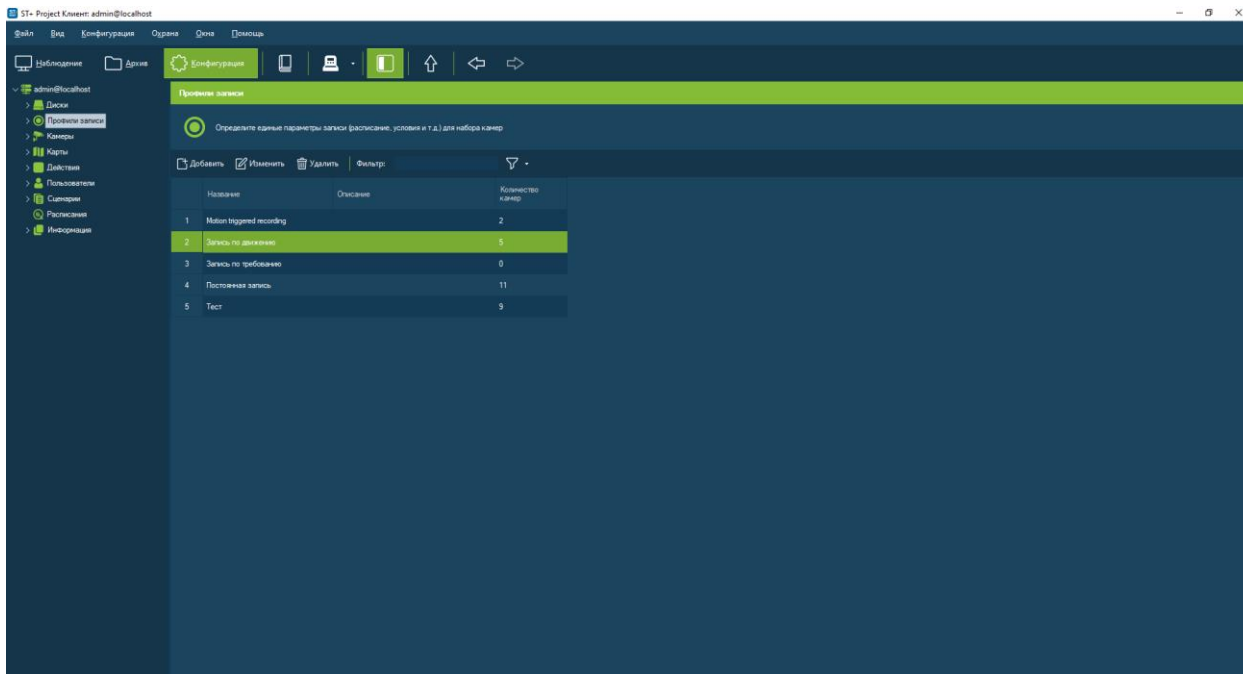 ST+ Project Клиент: admin@localhost
Файл Вид Конфигурация Охрана Окна Помощь
Наблюдение Архив Конфигурация
admin@localhost
Диски
Профили записи
Камеры
Карты
Действия
Пользователи
Сценарии
Расписания
Информация
Профили записи
Определите единые параметры записи (расписание, условия и т.д.) для набора камер
Добавить Изменить Удалить Фильтр:
Название Описание Количество
камер
1 Motion triggered recording 2
2 Запись по движению 5
3 Запись по требованию 0
4 Постоянная запись 11
5 Тест 9